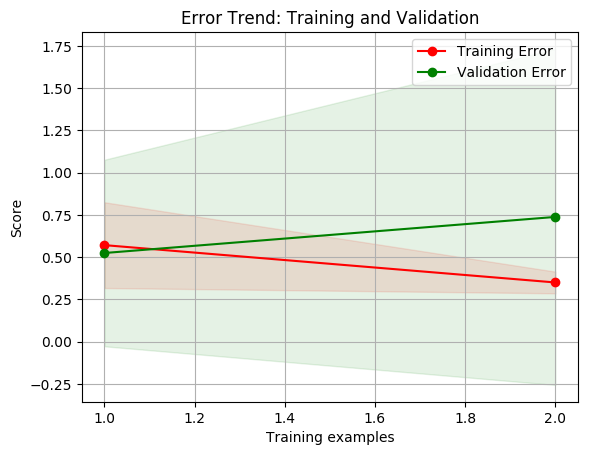 Error Trend: Training and Validation
Training Error
Validation Error
Score
1.75
1.50
1.25
1.00
0.75
0.50
0.25
0.00
−0.25
1.0 1.2 1.4 1.6 1.8 2.0
Training examples